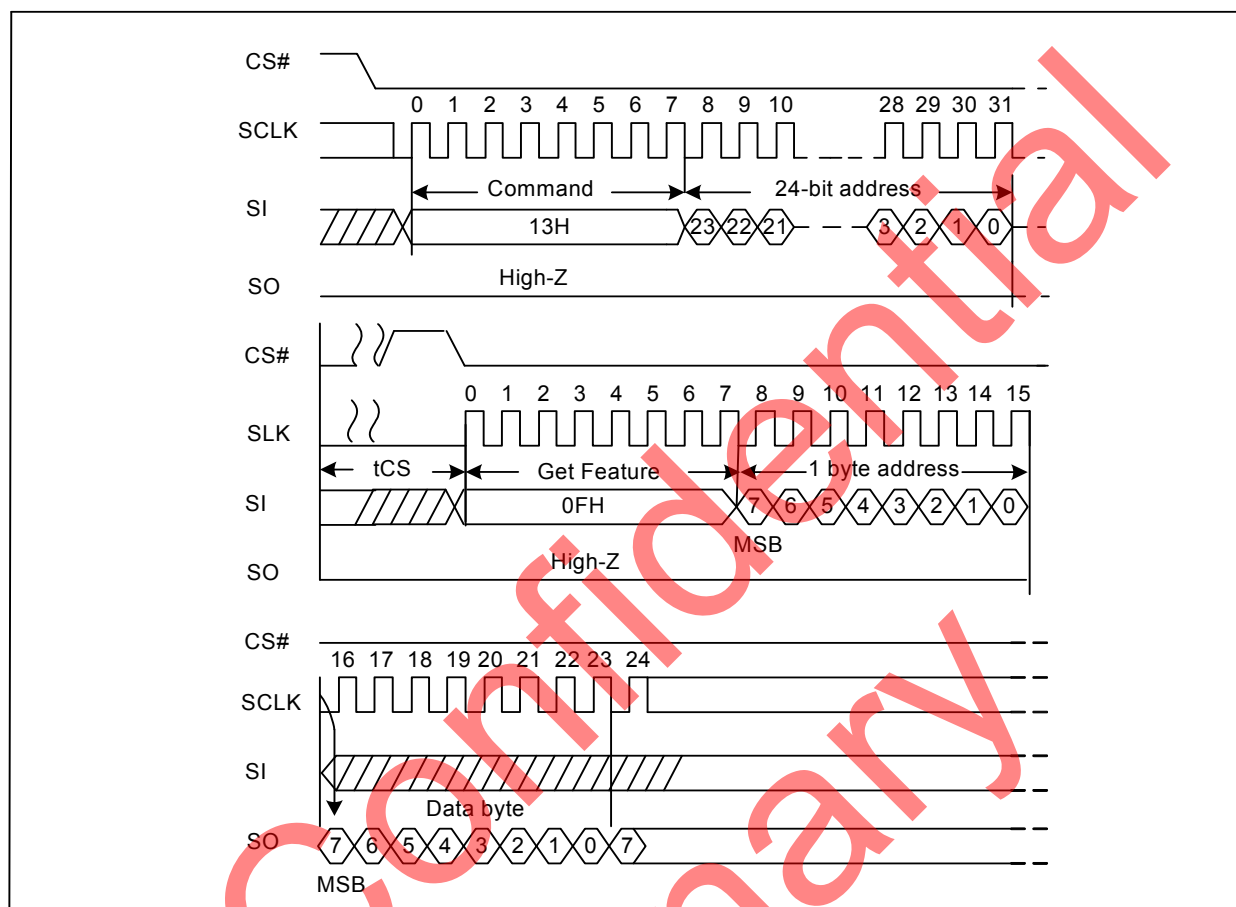 CS#
0 1 2 3 4 5 6 7 8 9 10 28 29 30 31
SCLK
Command 24-bit address
SI
13H 23 22 21 3 2 1 0
High-Z
SO
CS#
0 1 2 3 4 5 6 7 8 9 10 11 12 13 14 15
SLK
tCS Get Feature 1 byte address
SI 0FH 7 6 5 4 3 2 1 0
MSB
High-Z
SO
CS#
16 17 18 19 20 21 22 23 24
SCLK
SI
Data byte
SO 7 6 5 4 3 2 1 0 7
MSB
Confidential
nary